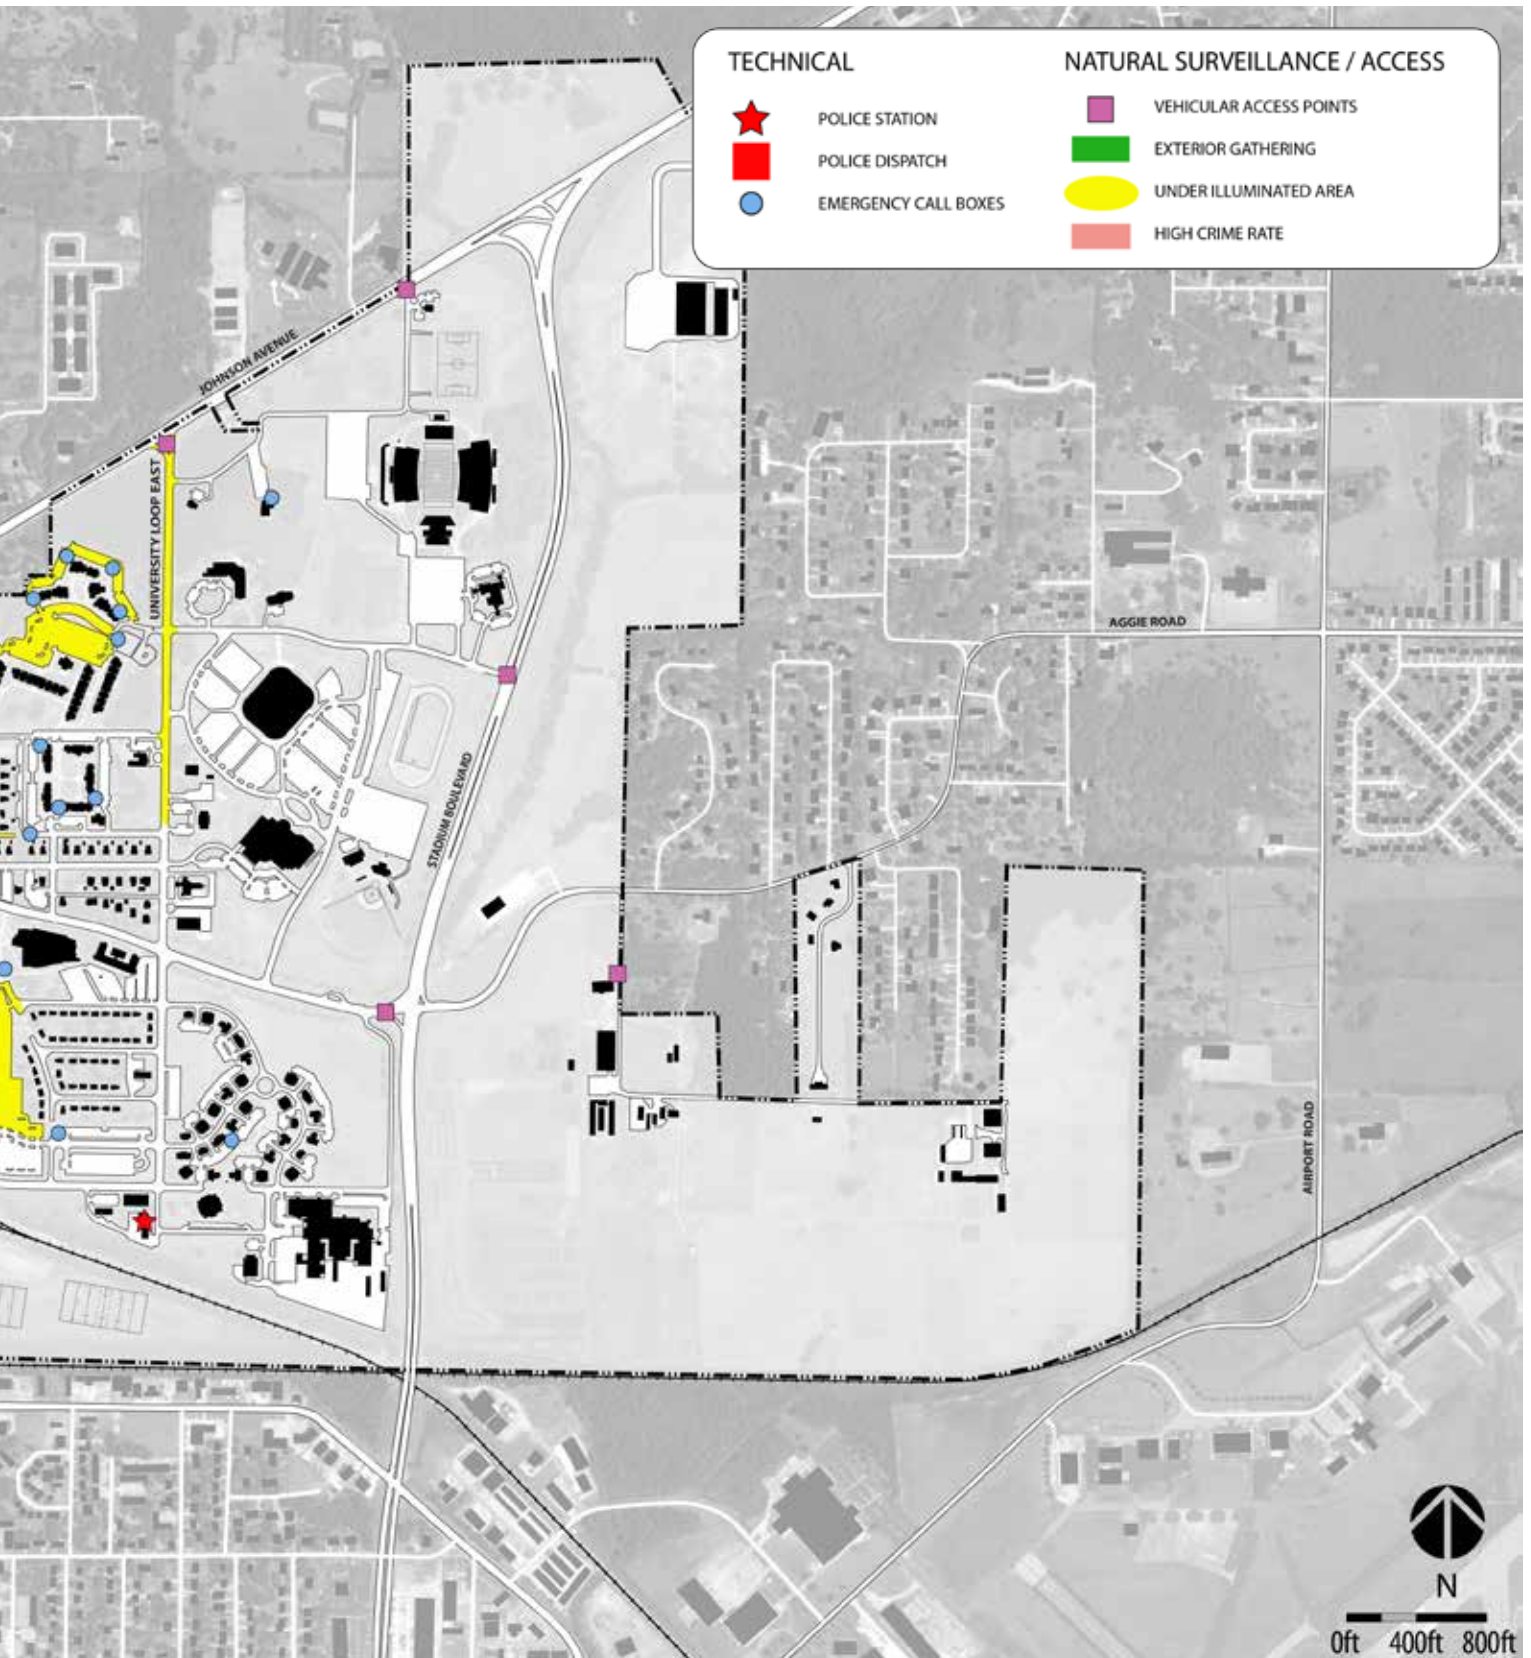 TECHNICAL
POLICE STATION
POLICE DISPATCH
EMERGENCY CALL BOXES
NATURAL SURVEILLANCE / ACCESS
VEHICULAR ACCESS POINTS
EXTERIOR GATHERING
UNDER ILLUMINATED AREA
HIGH CRIME RATE
JOHNSON AVENUE
UNIVERSITY LOOP EAST
AGGIE ROAD
STADIUM BOULEVARD
AIRPORT ROAD
N
0ft 400ft 800ft